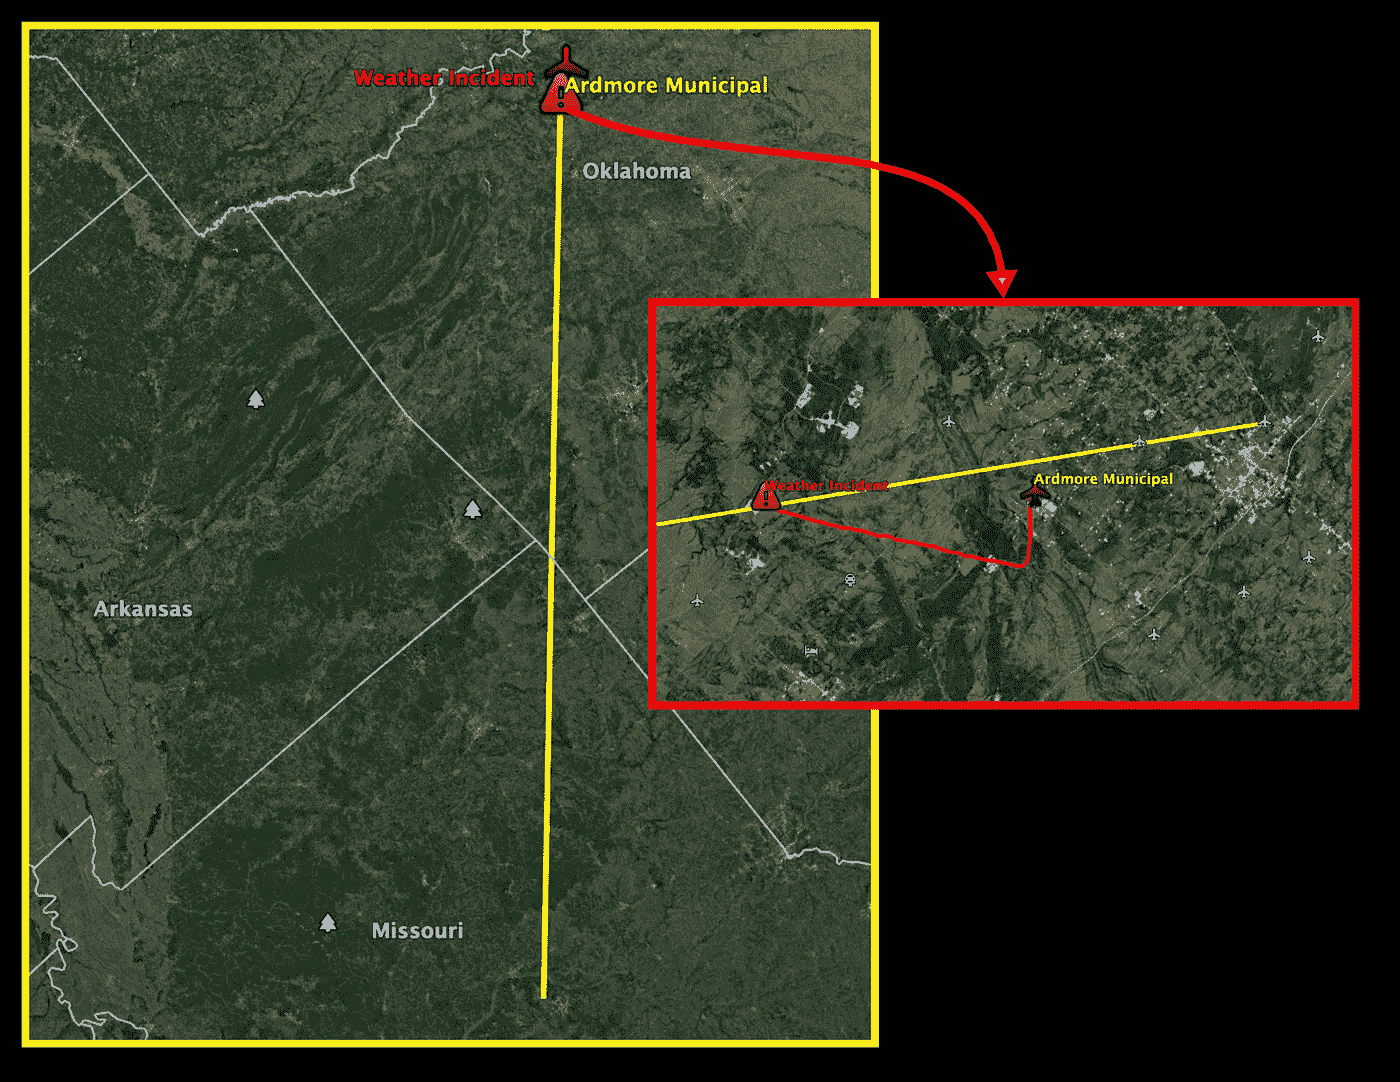 Weather Incident
Ardmore Municipal
Oklahoma
Weather Incident
Ardmore Municipal
Arkansas
Missouri